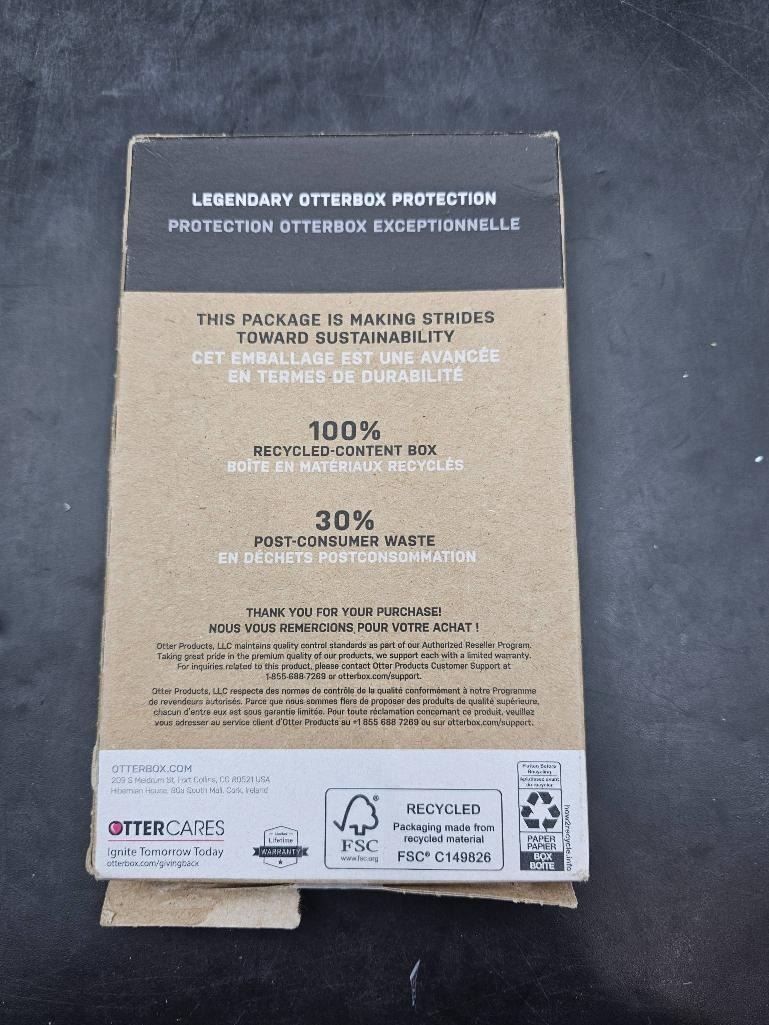 LEGENDARY OTTERBOX PROTECTION
PROTECTION OTTERBOX EXCEPTIONNELLE
THIS PACKAGE IS MAKING STRIDES
TOWARD SUSTAINABILITY
CET EMBALLAGE EST UNE AVANCÉE
EN TERMES DE DURABILITÉ
100%
RECYCLED-CONTENT BOX
BOÎTE EN MATÉRIAUX RECYCLÉS
30%
POST-CONSUMER WASTE
EN DÉCHETS POSTCONSOMMATION
THANK YOU FOR YOUR PURCHASE!
NOUS VOUS REMERCIONS POUR VOTRE ACHAT !
Otter Products, LLC maintains quality control standards as part of our Authorized Reseller Program.
Taking great pride in the premium quality of our products, we support each with a limited warranty.
For inquiries related to this product, please contact Otter Products Customer Support at
1-855-688-7269 or otterbox.com/support.
Otter Products, LLC respecte des normes de contrôle de la qualité conformément à notre Programme
de revendeurs autorisés. Parce que nous sommes fiers de proposer des produits de qualité supérieure,
chacun d'entre eux est sous garantie limitée. Pour toute réclamation concernant ce produit, veuillez
vous adresser au service client d'Otter Products au +1 855 688 7269 ou sur otterbox.com/support.
OTTERBOX.COM
209 S Meldrum St, Fort Collins, CO 80521 USA
Hibernian House, 80a South Mall, Cork, Ireland
OTTERCARES
Ignite Tomorrow Today
otterbox.com/givingback
Limited
Lifetime
WARRANTY
FSC
www.fsc.org
RECYCLED
Packaging made from
recycled material
FSC® C149826
Flatten Before
Recycling
Aplatissez avant
de recycler
PAPER
PAPIER
BOX
BOÎTE
how2recycle.info